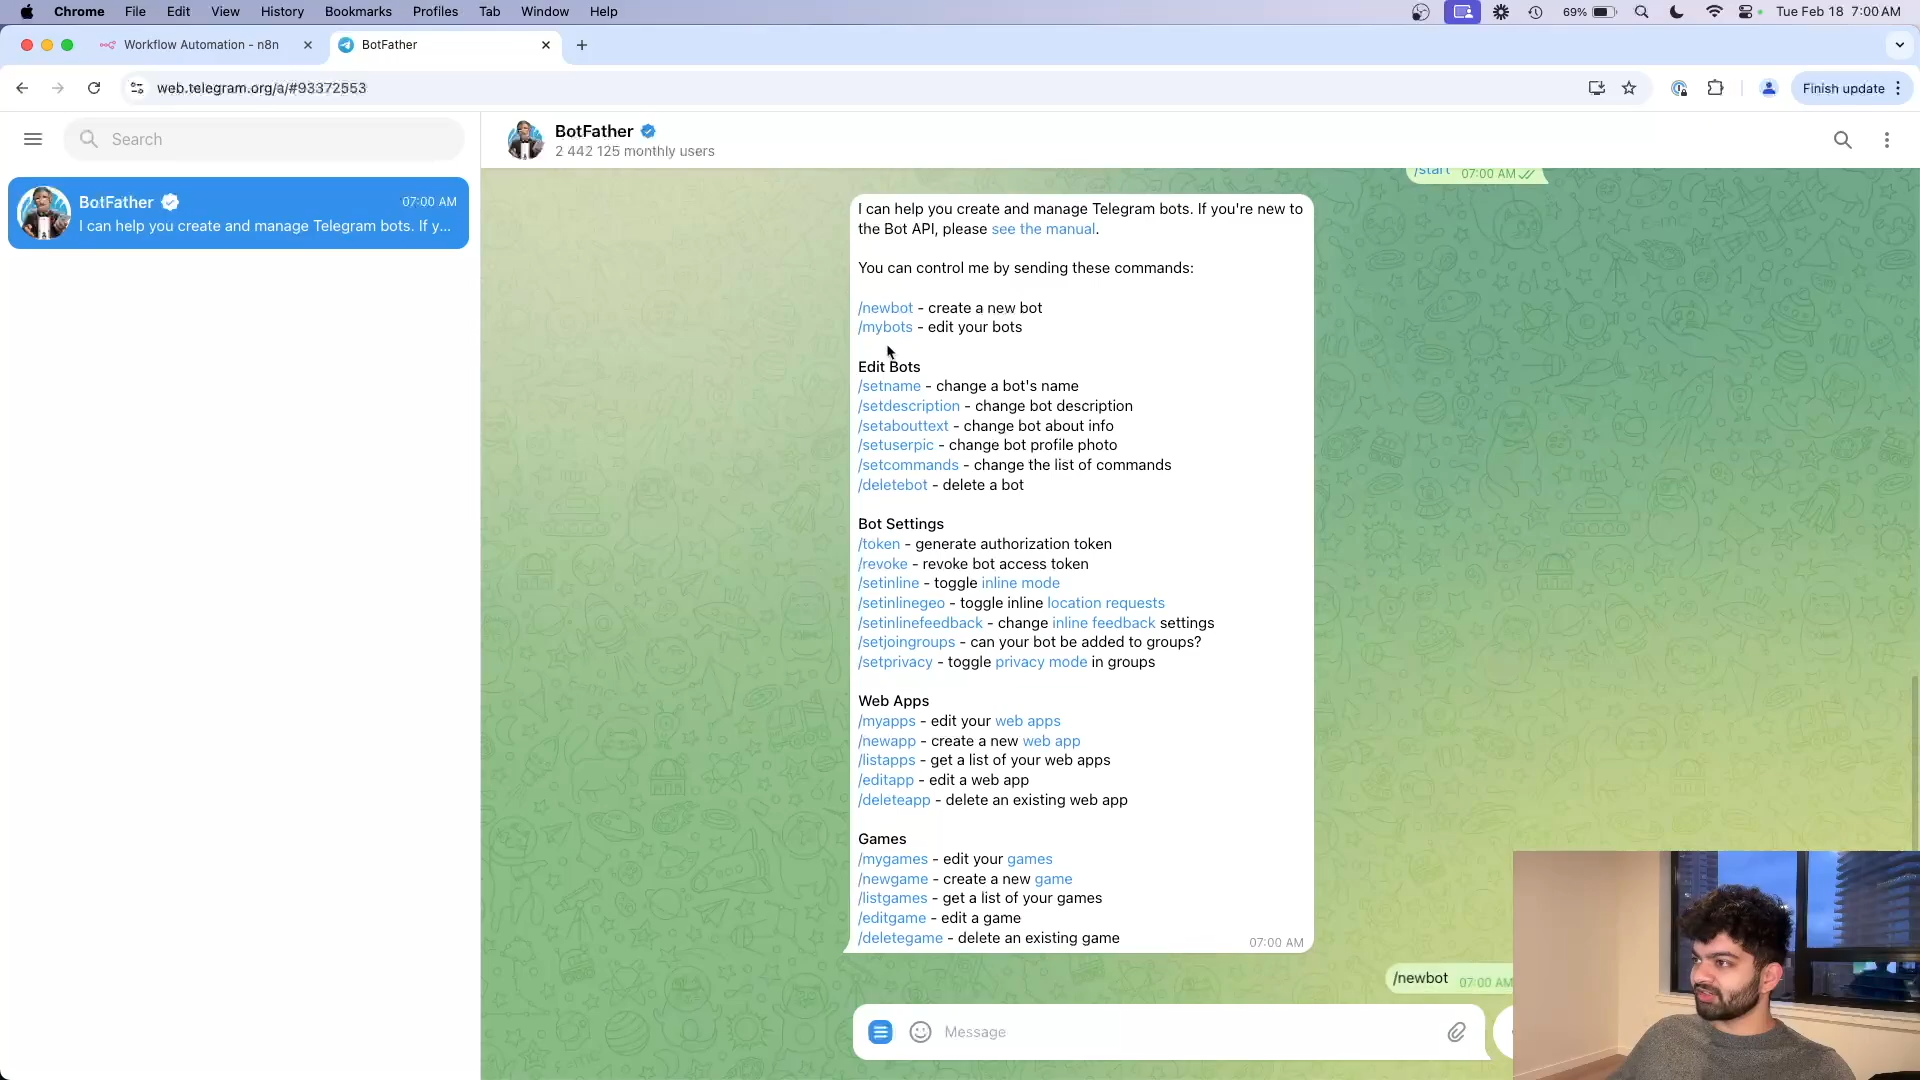 Chrome File Edit View History Bookmarks Profiles Tab Window Help
69% Tue Feb 18 7:00 AM
Workflow Automation - n8n
BotFather
web.telegram.org/a/#93372553
Finish update
Search
BotFather
07:00 AM
I can help you create and manage Telegram bots. If y...
BotFather
2 442 125 monthly users
/start 07:00 AM
I can help you create and manage Telegram bots. If you're new to
the Bot API, please see the manual.
You can control me by sending these commands:
/newbot - create a new bot
/mybots - edit your bots
Edit Bots
/setname - change a bot's name
/setdescription - change bot description
/setabouttext - change bot about info
/setuserpic - change bot profile photo
/setcommands - change the list of commands
/deletebot - delete a bot
Bot Settings
/token - generate authorization token
/revoke - revoke bot access token
/setinline - toggle inline mode
/setinlinegeo - toggle inline location requests
/setinlinefeedback - change inline feedback settings
/setjoingroups - can your bot be added to groups?
/setprivacy - toggle privacy mode in groups
Web Apps
/myapps - edit your web apps
/newapp - create a new web app
/listapps - get a list of your web apps
/editapp - edit a web app
/deleteapp - delete an existing web app
Games
/mygames - edit your games
/newgame - create a new game
/listgames - get a list of your games
/editgame - edit a game
/deletegame - delete an existing game
07:00 AM
/newbot 07:00 AM
Message